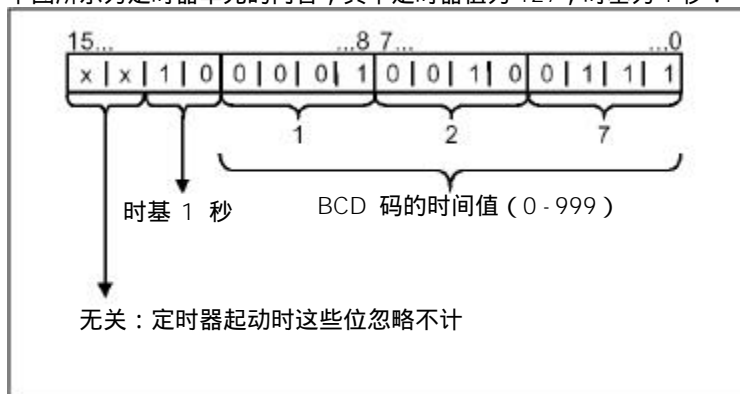 下图所示为定时器单元的内容，其中定时器值为 127，时基为 1 秒：
15... ...8 7... ...0
x x 1 0 0 0 0 1 0 0 1 0 0 1 1 1
1 2 7
时基 1 秒 BCD 码的时间值（0-999）
无关：定时器起动时这些位忽略不计